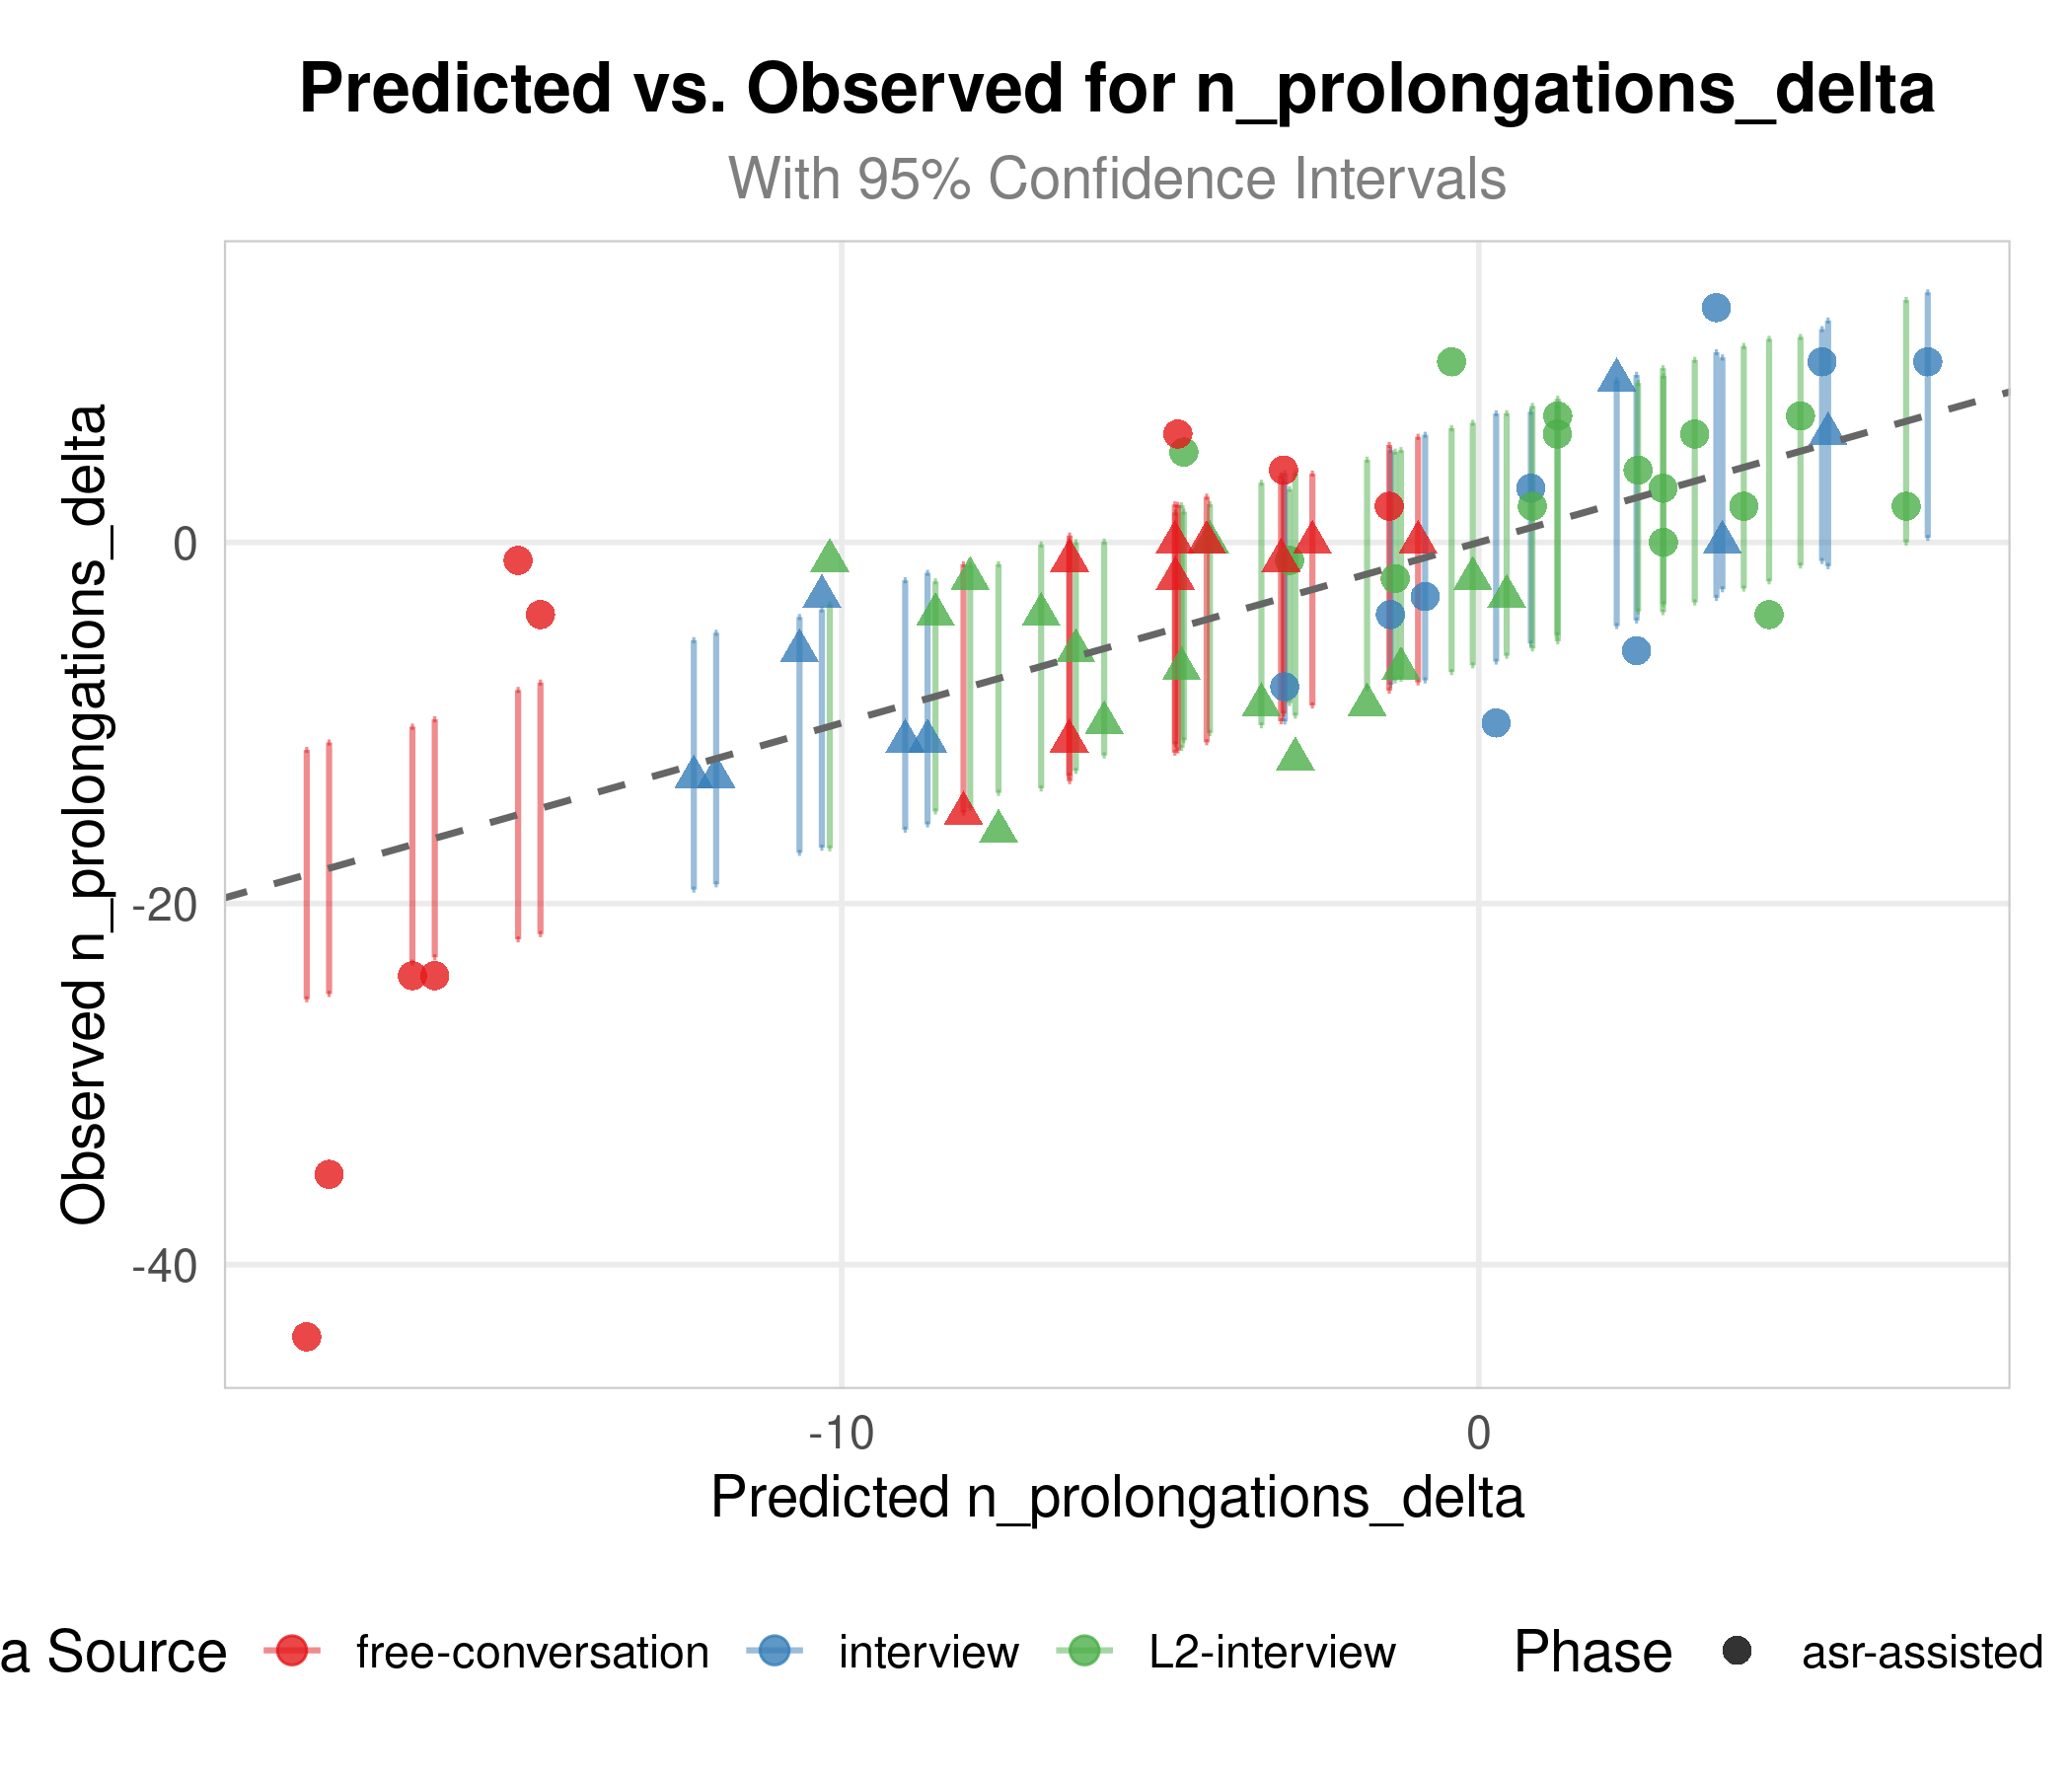 Predicted vs. Observed for n_prolongations_delta
With 95% Confidence Intervals
Observed n_prolongations_delta
0
-20
-40
-10
0
Predicted n_prolongations_delta
a Source
free-conversation
interview
L2-interview
Phase
asr-assisted